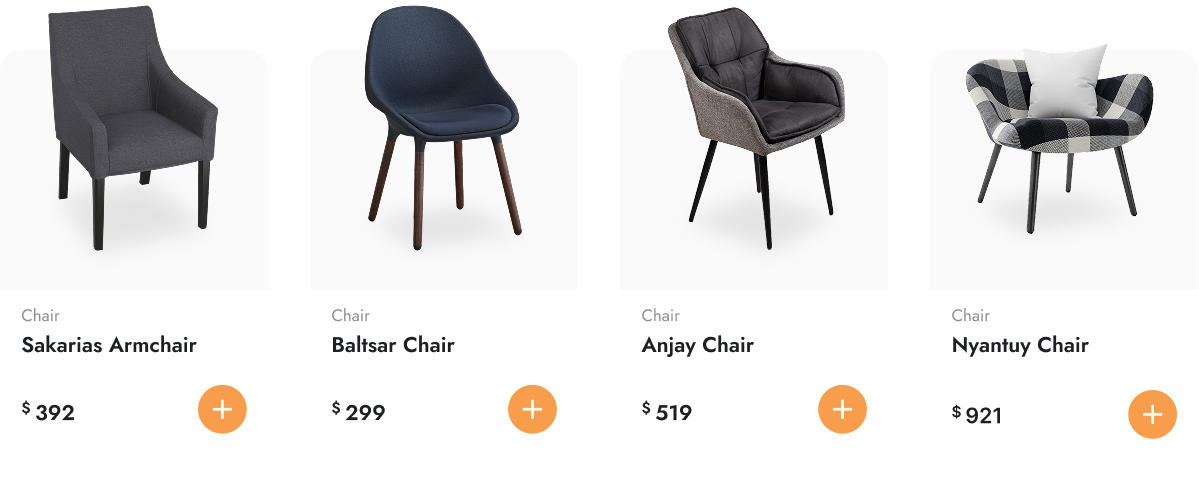 Chair
Sakarias Armchair
$392
Chair
Baltsar Chair
$299
Chair
Anjay Chair
$519
Chair
Nyantuy Chair
$921